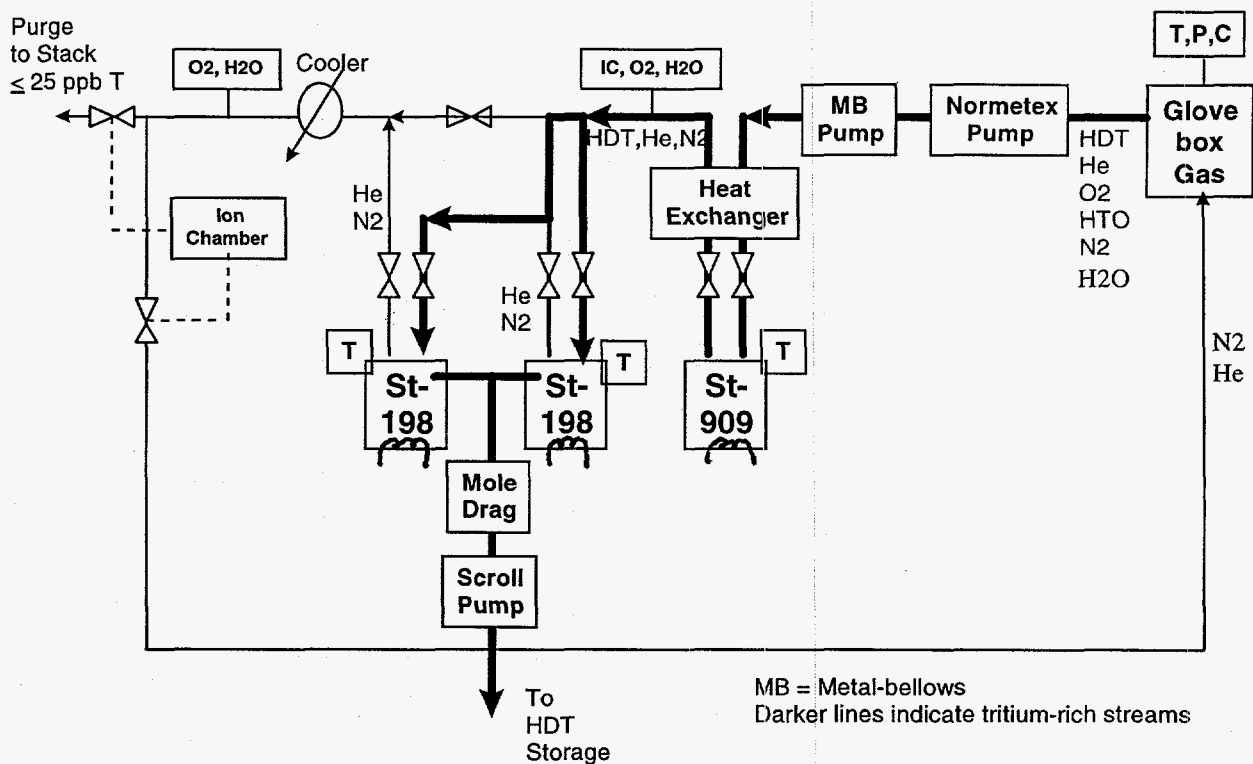 Purge
to Stack
≤ 25 ppb T
O2, H2O
Cooler
IC, O2, H2O
MB
Pump
Normetex
Pump
T,P,C
Glove
box
Gas
HDT,He,N2
HDT
He
O2
HTO
N2
H2O
Heat
Exchanger
He
N2
Ion
Chamber
He
N2
N2
He
T
St-
198
St-
198
T
St-
909
T
Mole
Drag
Scroll
Pump
To
HDT
Storage
MB = Metal-bellows
Darker lines indicate tritium-rich streams